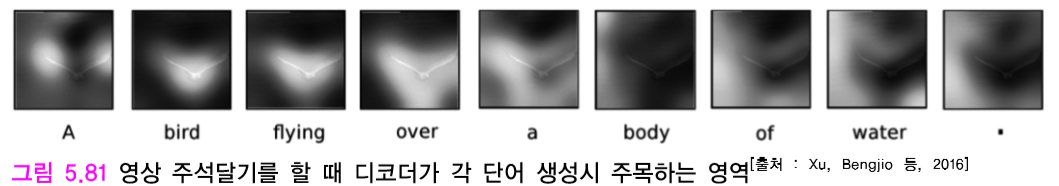 A bird flying over a body of water .
그림 5.81 영상 주석달기를 할 때 디코더가 각 단어 생성시 주목하는 영역[출처 : Xu, Bengjio 등, 2016]